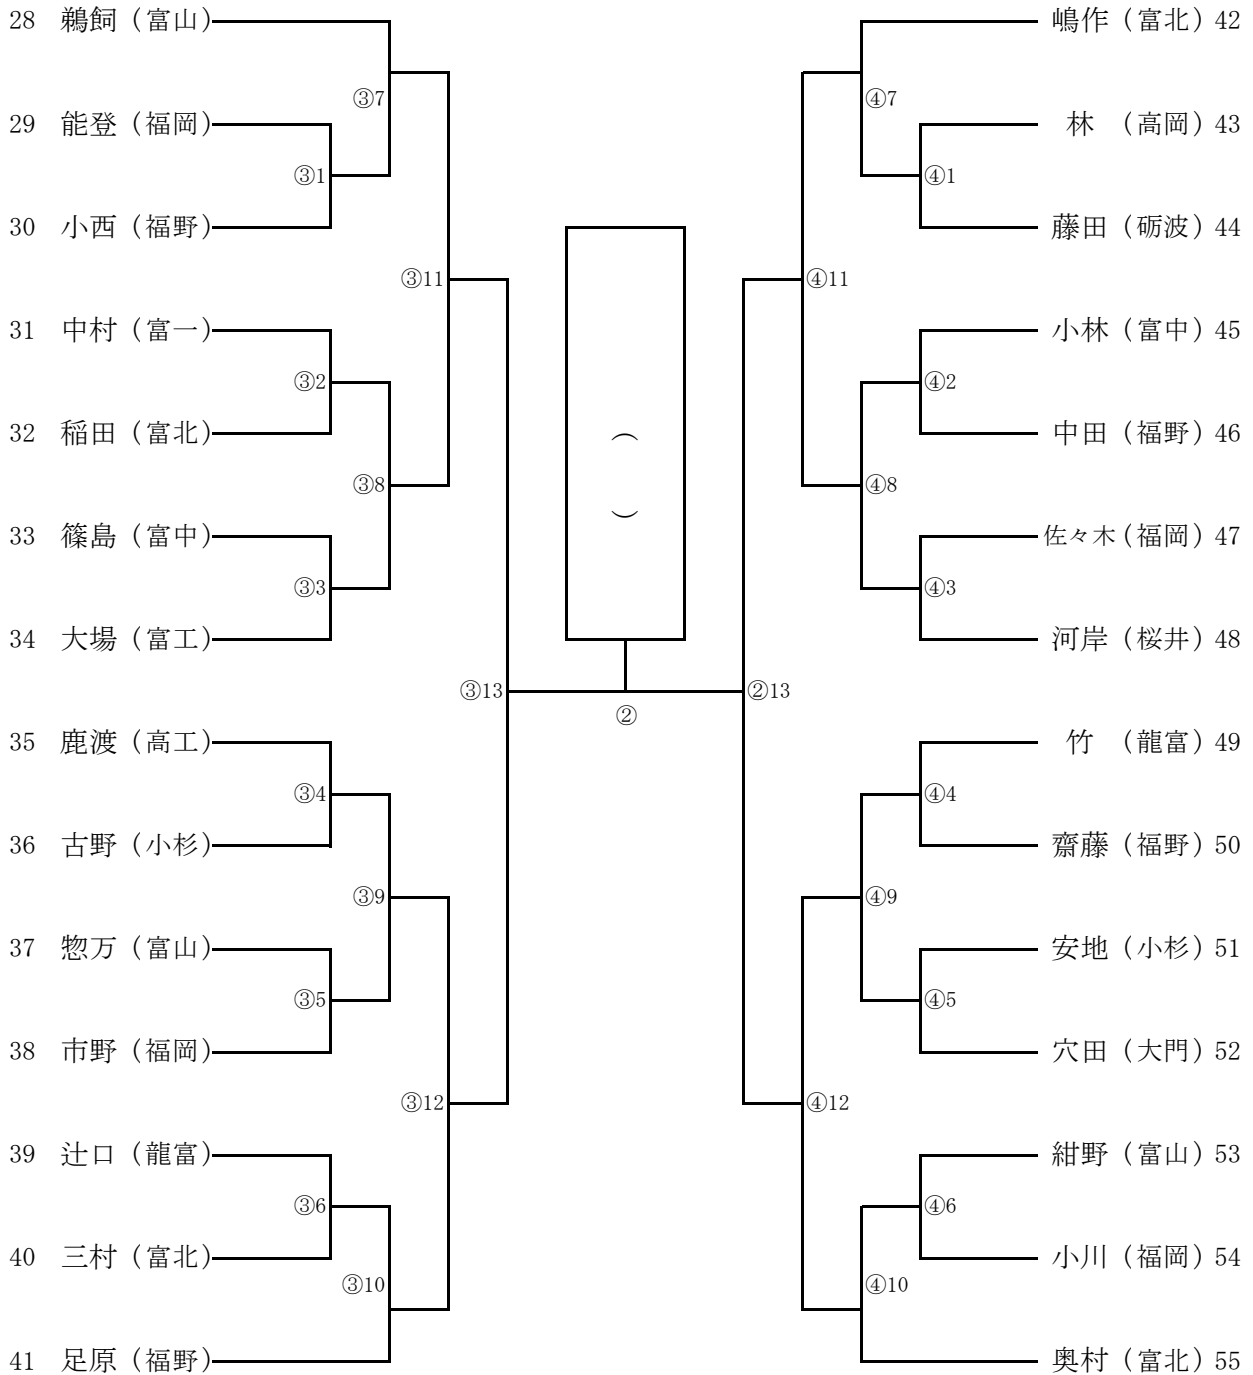 28 鵜飼（富山）
③7
29 能登（福岡）
③1
30 小西（福野）
③11
31 中村（富一）
③2
32 稲田（富北）
③8
33 篠島（富中）
③3
34 大場（富工）
③13
35 鹿渡（高工）
③4
36 古野（小杉）
③9
37 惣万（富山）
③5
38 市野（福岡）
③12
39 辻口（龍富）
③6
40 三村（富北）
③10
41 足原（福野）
（
）
②
嶋作（富北）42
④7
林 （高岡）43
④1
藤田（砺波）44
④11
小林（富中）45
④2
中田（福野）46
④8
佐々木（福岡）47
④3
河岸（桜井）48
②13
竹 （龍富）49
④4
齋藤（福野）50
④9
安地（小杉）51
④5
穴田（大門）52
④12
紺野（富山）53
④6
小川（福岡）54
④10
奥村（富北）55